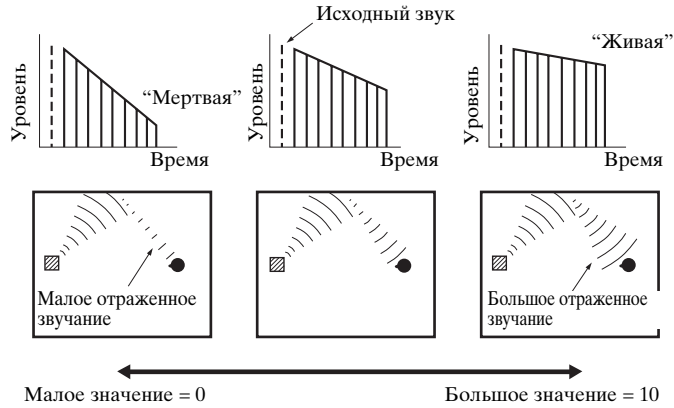 Исходный звук
Уровень
“Мертвая”
Время
Уровень
Время
Уровень
“Живая”
Время
Малое отраженное
звучание
Большое отраженное
звучание
Малое значение = 0
Большое значение = 10